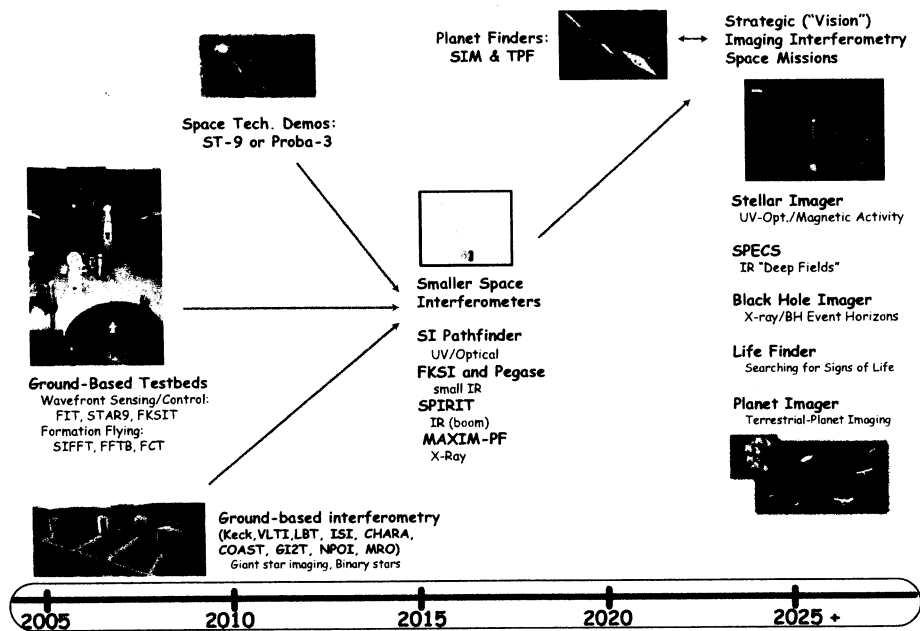 Planet Finders:
SIM & TPF
Strategic ("Vision")
Imaging Interferometry
Space Missions
Space Tech. Demos:
ST-9 or Proba-3
Stellar Imager
UV-Opt./Magnetic Activity
SPECS
IR "Deep Fields"
Black Hole Imager
X-ray/BH Event Horizons
Life Finder
Searching for Signs of Life
Planet Imager
Terrestrial-Planet Imaging
Smaller Space
Interferometers
SI Pathfinder
UV/Optical
FKSI and Pegase
small IR
SPIRIT
IR (boom)
MAXIM-PF
X-Ray
Ground-Based Testbeds
Wavefront Sensing/Control:
FIT, STAR9, FKSIT
Formation Flying:
SIFFT, FFTB, FCT
Ground-based interferometry
(Keck,VLTI,LBT, ISI, CHARA,
COAST, GI2T, NPOI, MRO)
Giant star imaging, Binary stars
2005 2010 2015 2020 2025 +